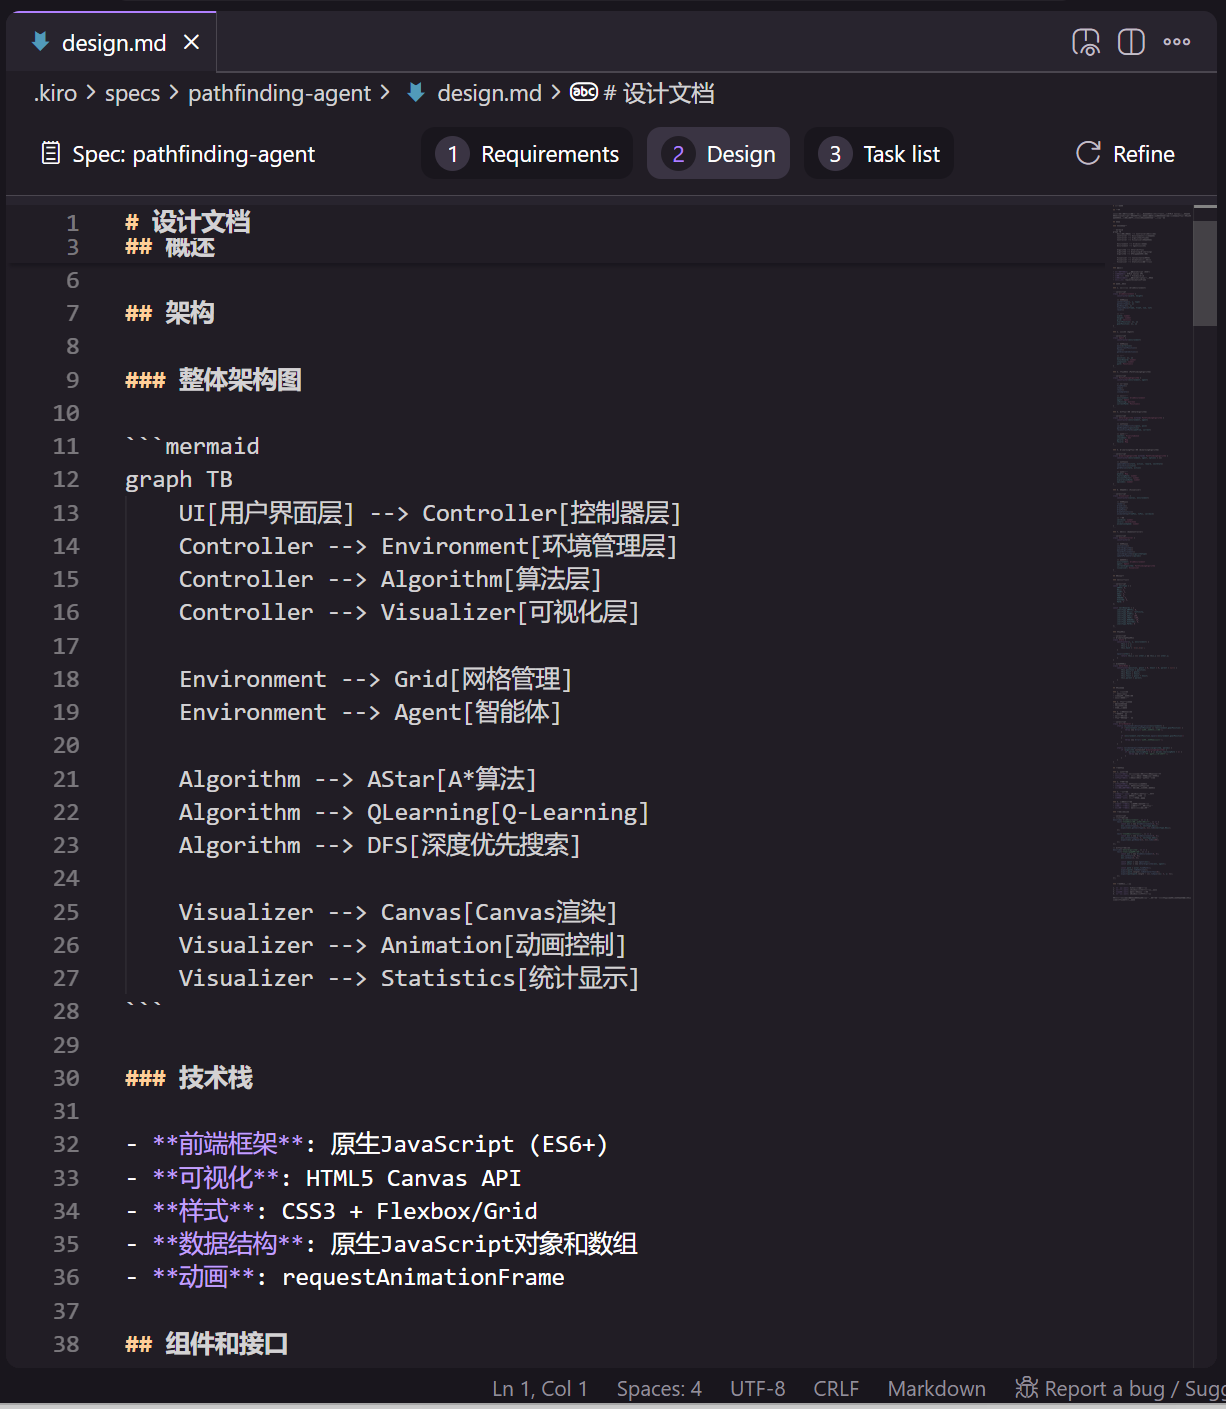 design.md
.kiro > specs > pathfinding-agent > design.md > abc # 设计文档
Spec: pathfinding-agent 1 Requirements 2 Design 3 Task list Refine
1 # 设计文档
3 ## 概述
6
7 ## 架构
8
9 ### 整体架构图
10
11 ```mermaid
12 graph TB
13     UI[用户界面层] --> Controller[控制器层]
14     Controller --> Environment[环境管理层]
15     Controller --> Algorithm[算法层]
16     Controller --> Visualizer[可视化层]
17
18     Environment --> Grid[网格管理]
19     Environment --> Agent[智能体]
20
21     Algorithm --> AStar[A*算法]
22     Algorithm --> QLearning[Q-Learning]
23     Algorithm --> DFS[深度优先搜索]
24
25     Visualizer --> Canvas[Canvas渲染]
26     Visualizer --> Animation[动画控制]
27     Visualizer --> Statistics[统计显示]
28 ```
29
30 ### 技术栈
31
32 - **前端框架**: 原生JavaScript (ES6+)
33 - **可视化**: HTML5 Canvas API
34 - **样式**: CSS3 + Flexbox/Grid
35 - **数据结构**: 原生JavaScript对象和数组
36 - **动画**: requestAnimationFrame
37
38 ## 组件和接口
Ln 1, Col 1 Spaces: 4 UTF-8 CRLF Markdown Report a bug / Sugg